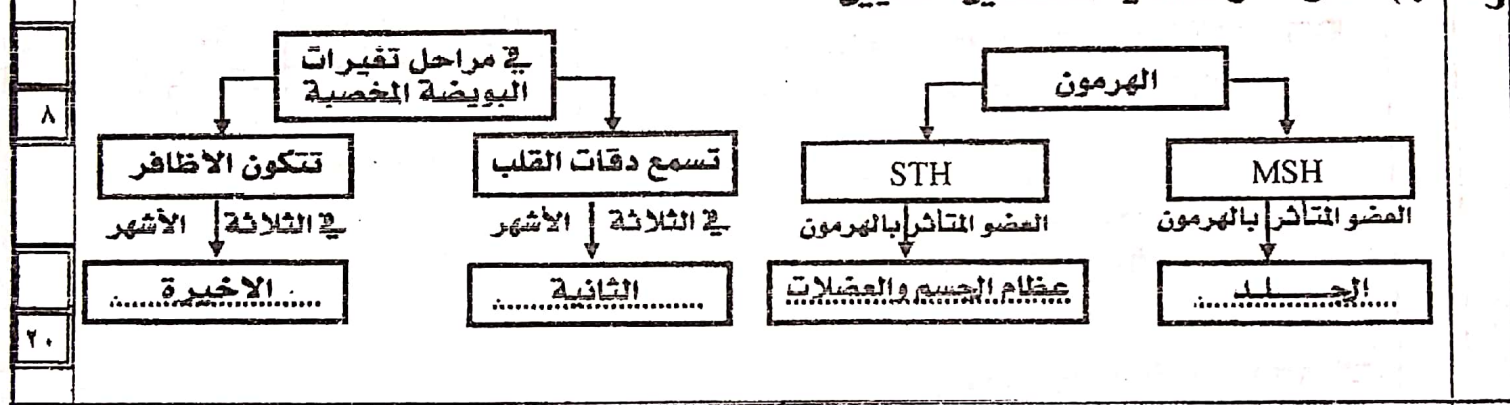 الهرمون
MSH
العضو المتأثر بالهرمون
الجلد
STH
العضو المتأثر بالهرمون
عظام الجسم والعضلات
في مراحل تغيرات
البويضة المخصبة
تسمع دقات القلب
في الثلاثة الأشهر
الثانية
تتكون الأظافر
في الثلاثة الأشهر
الاخيرة
٨
٢٠